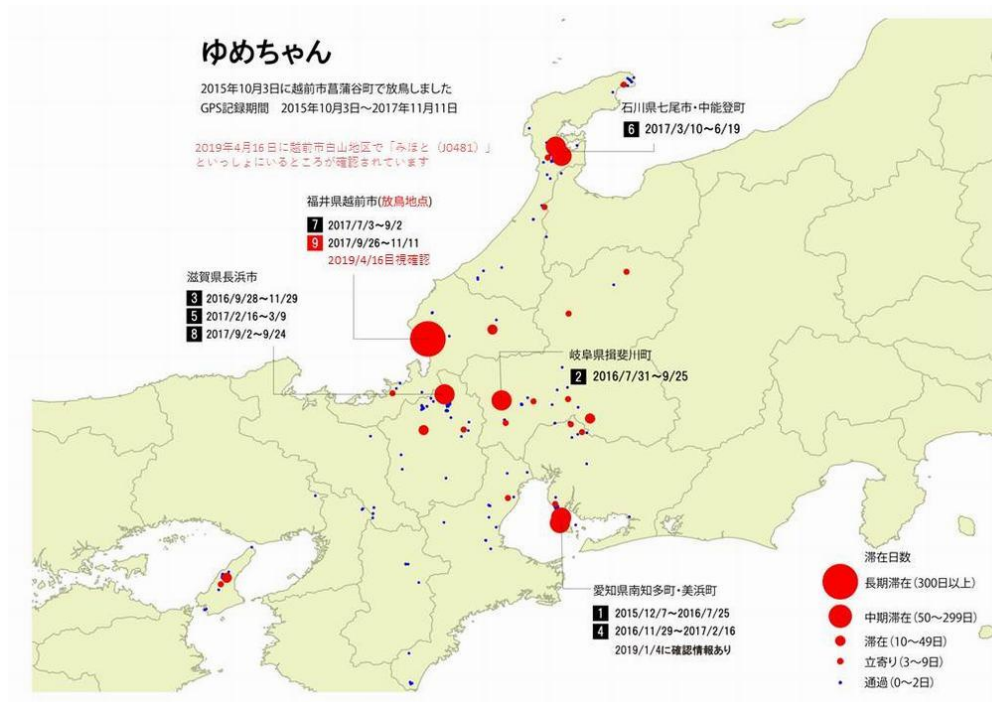 ゆめちゃん
2015年10月3日に越前市菖蒲谷町で放鳥しました
GPS記録期間　2015年10月3日～2017年11月11日
2019年4月16日に越前市白山地区で「みほと（J0481）」
といっしょにいるところが確認されています
石川県七尾市・中能登町
6 2017/3/10～6/19
福井県越前市(放鳥地点)
7 2017/7/3～9/2
9 2017/9/26～11/11
2019/4/16目視確認
滋賀県長浜市
3 2016/9/28～11/29
5 2017/2/16～3/9
8 2017/9/2～9/24
岐阜県揖斐川町
2 2016/7/31～9/25
愛知県南知多町・美浜町
1 2015/12/7～2016/7/25
4 2016/11/29～2017/2/16
2019/1/4に確認情報あり
滞在日数
長期滞在(300日以上)
中期滞在(50～299日)
滞在(10～49日)
立寄り(3～9日)
通過(0～2日)